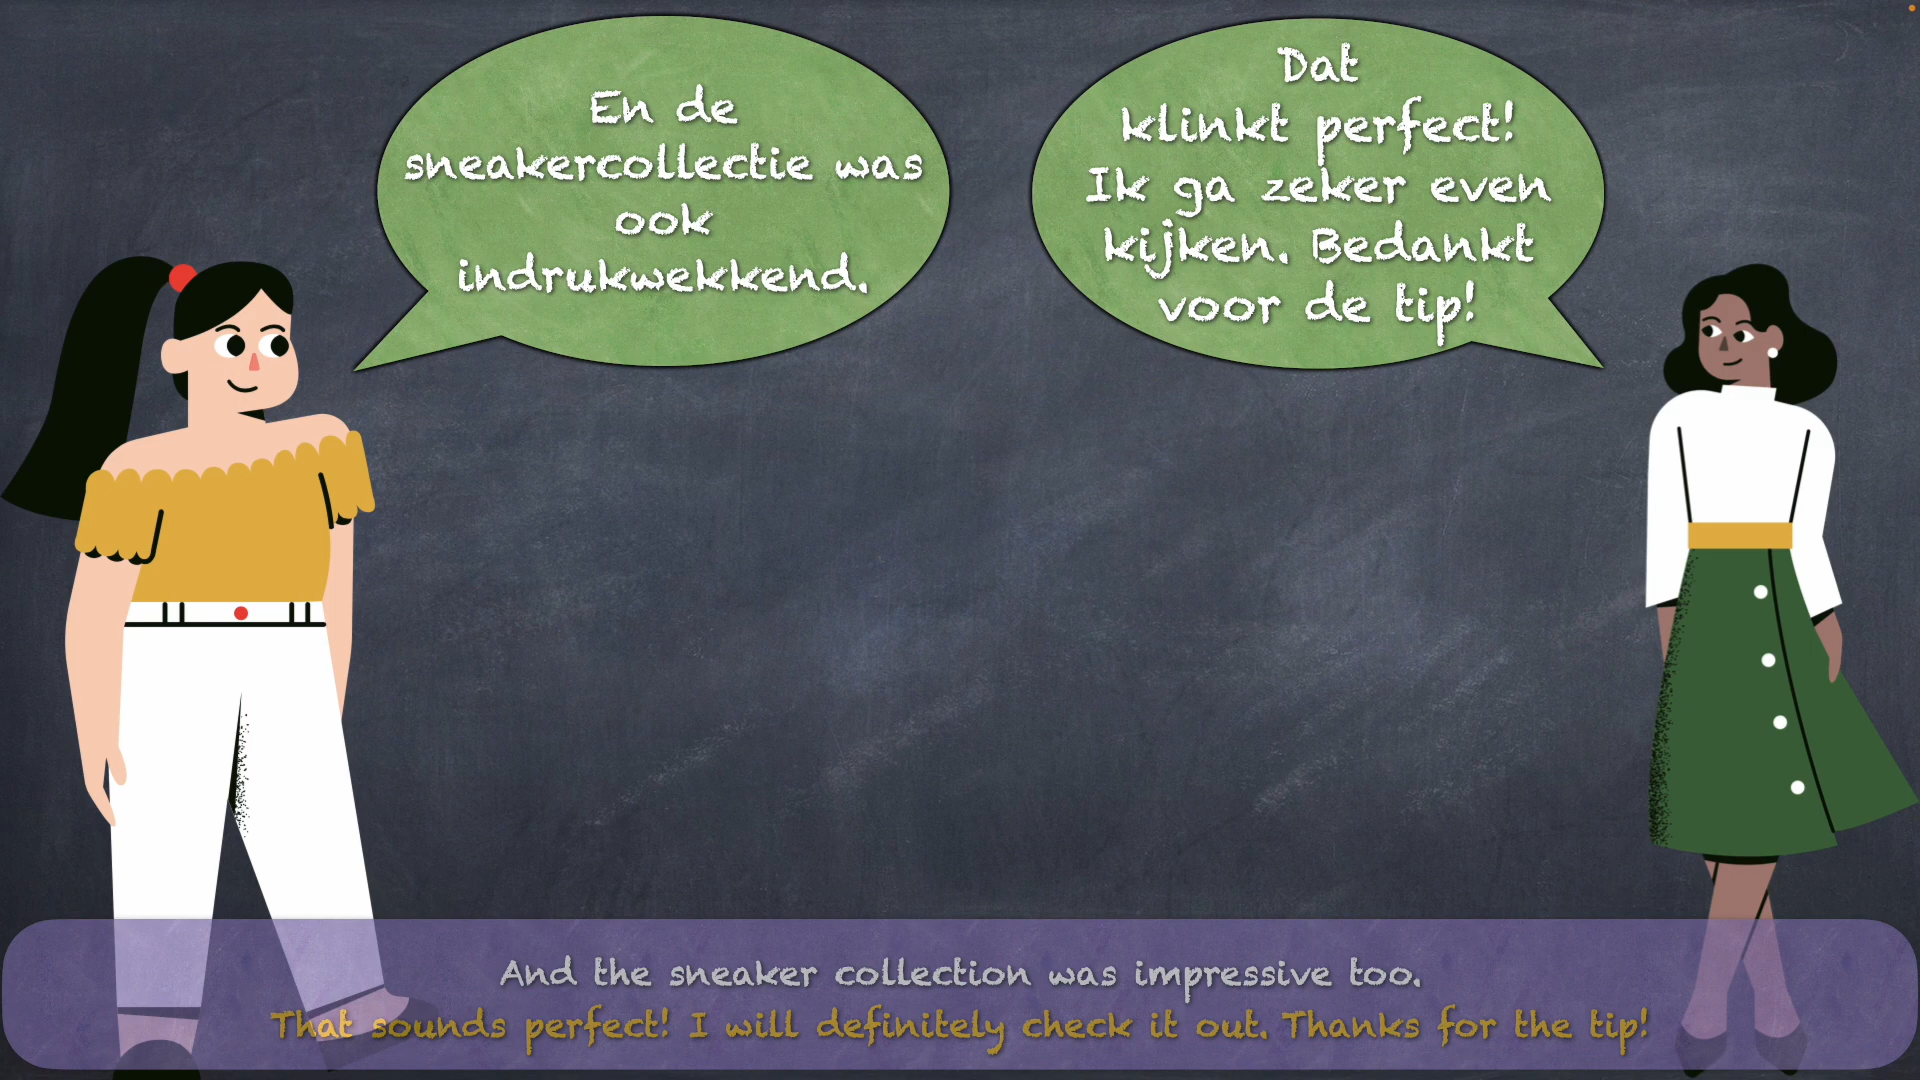 En de
sneakercollectie was
ook
indrukwekkend.
Dat
klinkt perfect!
Ik ga zeker even
kijken. Bedankt
voor de tip!
And the sneaker collection was impressive too.
That sounds perfect! I will definitely check it out. Thanks for the tip!